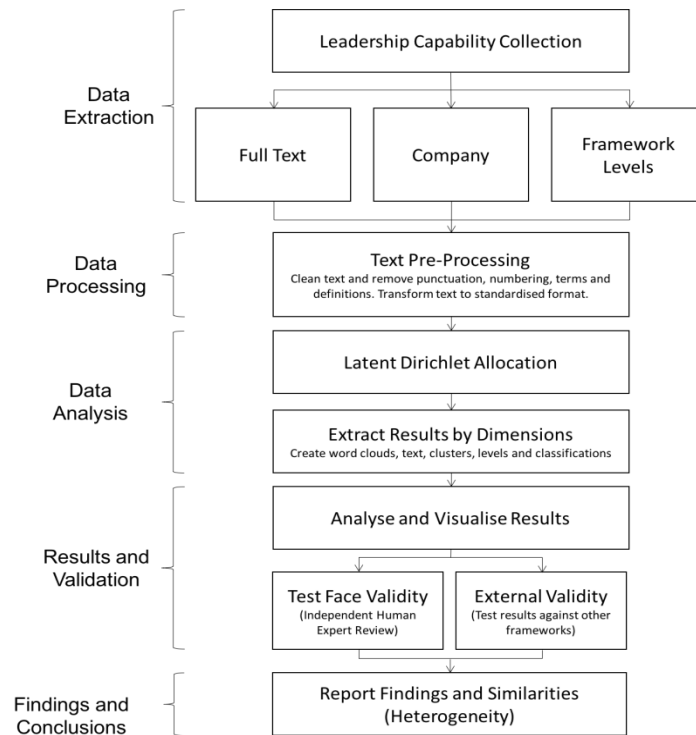 Leadership Capability Collection
Data
Extraction
Full Text
Company
Framework
Levels
Data
Processing
Text Pre-Processing
Clean text and remove punctuation, numbering, terms and
definitions. Transform text to standardised format.
Data
Analysis
Latent Dirichlet Allocation
Extract Results by Dimensions
Create word clouds, text, clusters, levels and classifications
Results and
Validation
Analyse and Visualise Results
Test Face Validity
(Independent Human
Expert Review)
External Validity
(Test results against other
frameworks)
Findings and
Conclusions
Report Findings and Similarities
(Heterogeneity)